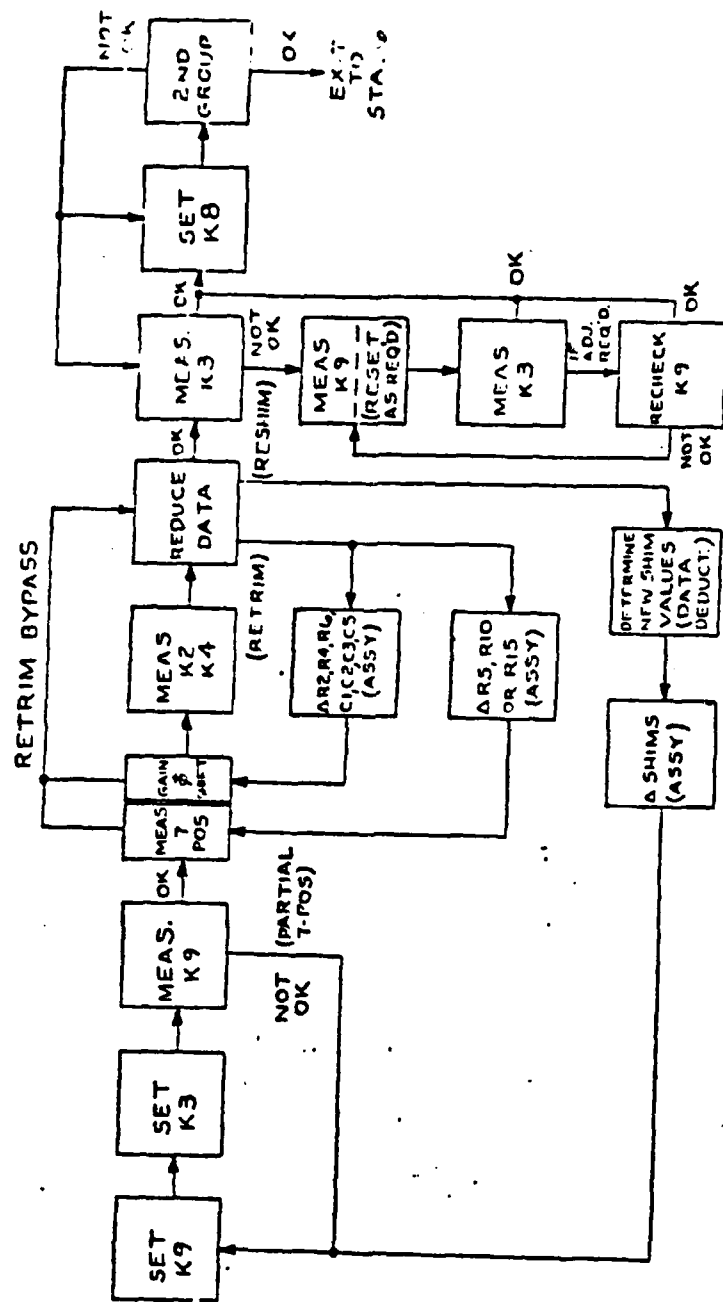 RETRIM BYPASS
SET
K9
SET
K3
MEAS.
K9
OK
NOT
OK
(PARTIAL
7-POS)
MEAS
7
POS
GAIN
MEAS
K2
K4
REDUCE
DATA
OK
(RETRIM)
(RESHIM)
ΔR2,R4,R6,
C1,C2,C3,C5
(ASSY)
ΔR5,R10
OR R15
(ASSY)
DETERMINE
NEW SHIM
VALUES
(DATA
DEDUCT.)
Δ SHIMS
(ASSY)
MEAS.
K3
OK
NOT
OK
MEAS
K9
(RESET
AS REQ'D)
MEAS
K3
OK
IF
ADJ.
REQ'D.
RECHECK
K9
OK
NOT
OK
SET
K8
2ND
GROUP
NOT
OK
EXIT
TO